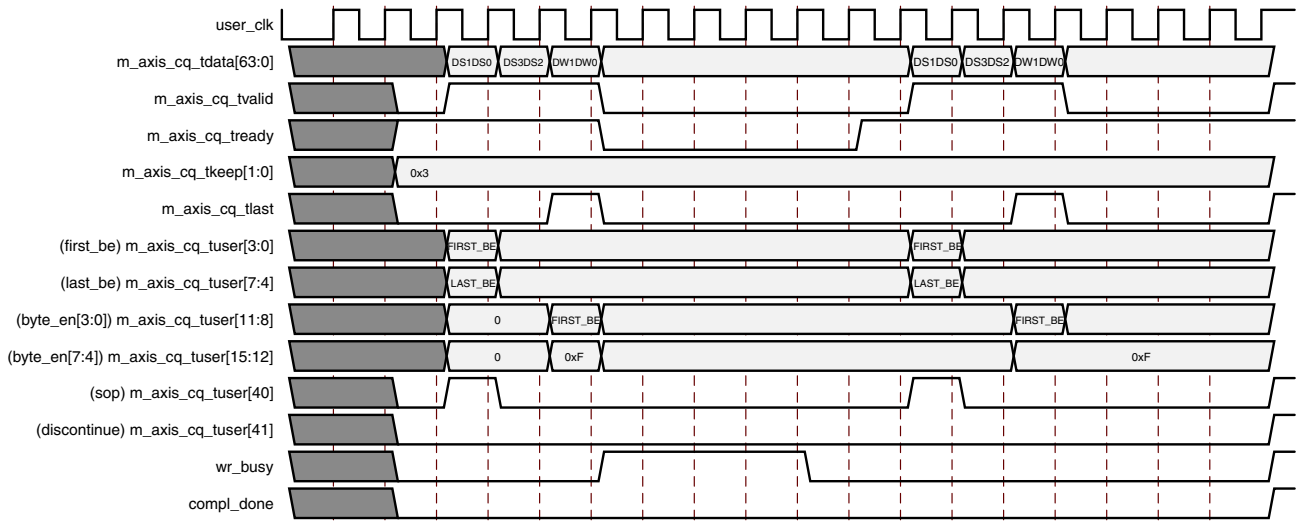 user_clk
m_axis_cq_tdata[63:0] DS1DS0 DS3DS2 DW1DW0 DS1DS0 DS3DS2 DW1DW0
m_axis_cq_tvalid
m_axis_cq_tready
m_axis_cq_tkeep[1:0] 0x3
m_axis_cq_tlast
(first_be) m_axis_cq_tuser[3:0] FIRST_BE FIRST_BE
(last_be) m_axis_cq_tuser[7:4] LAST_BE LAST_BE
(byte_en[3:0]) m_axis_cq_tuser[11:8] 0 FIRST_BE FIRST_BE
(byte_en[7:4]) m_axis_cq_tuser[15:12] 0 0xF 0xF
(sop) m_axis_cq_tuser[40]
(discontinue) m_axis_cq_tuser[41]
wr_busy
compl_done